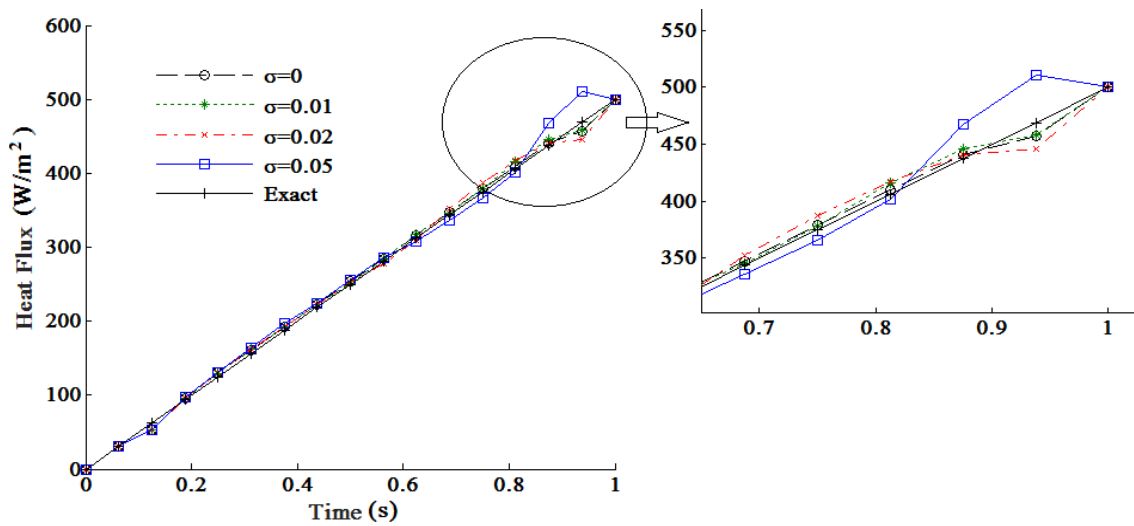 600
500
400
300
200
100
0
Heat Flux (W/m²)
σ=0
σ=0.01
σ=0.02
σ=0.05
Exact
0 0.2 0.4 0.6 0.8 1
Time (s)
550
500
450
400
350
0.7 0.8 0.9 1